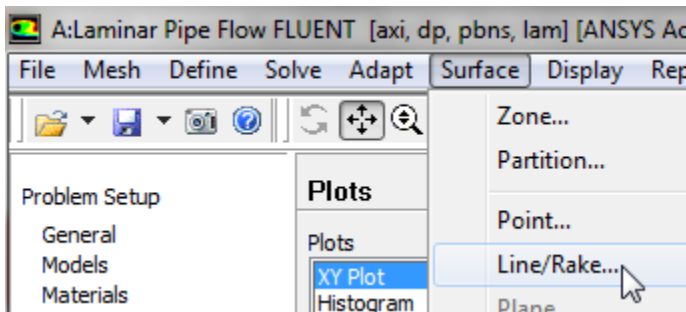 A:Laminar Pipe Flow FLUENT [axi, dp, pbns, lam] [ANSYS Ac
File Mesh Define Solve Adapt Surface Display Rep
Zone...
Partition...
Problem Setup
Plots
Point...
General
Plots
Line/Rake...
Models
XY Plot
Materials
Histogram
Plane